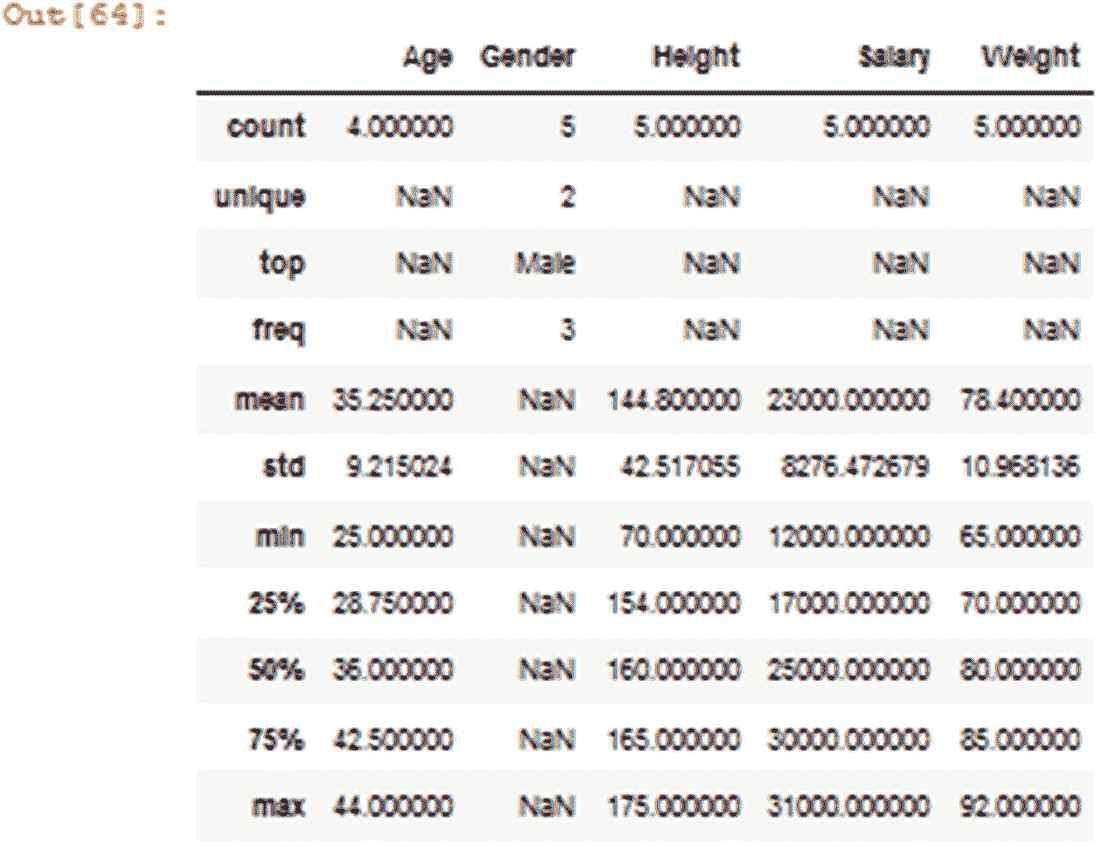 Out[64]:
Age Gender Height Salary Weight
count 4.000000 5 5.000000 5.000000 5.000000
unique NaN 2 NaN NaN NaN
top NaN Male NaN NaN NaN
freq NaN 3 NaN NaN NaN
mean 35.250000 NaN 144.800000 23000.000000 78.400000
std 9.215024 NaN 42.517055 8276.472679 10.968136
min 25.000000 NaN 70.000000 12000.000000 65.000000
25% 28.750000 NaN 154.000000 17000.000000 70.000000
50% 36.000000 NaN 160.000000 25000.000000 80.000000
75% 42.500000 NaN 165.000000 30000.000000 85.000000
max 44.000000 NaN 175.000000 31000.000000 92.000000